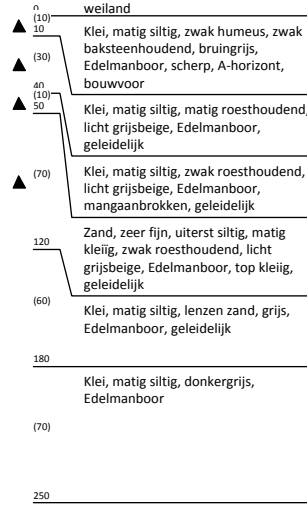 0
weiland
(10)
10
Klei, matig siltig, zwak humeus, zwak
baksteenhoudend, bruingrijs,
Edelmanboor, scherp, A-horizont,
bouwvoor
(30)
40
Klei, matig siltig, matig roesthoudend,
licht grijsbeige, Edelmanboor,
geleidelijk
(10)
50
Klei, matig siltig, zwak roesthoudend,
licht grijsbeige, Edelmanboor,
mangaanbrokken, geleidelijk
(70)
120
Zand, zeer fijn, uiterst siltig, matig
kleiïg, zwak roesthoudend, licht
grijsbeige, Edelmanboor, top kleiig,
geleidelijk
(60)
180
Klei, matig siltig, lenzen zand, grijs,
Edelmanboor, geleidelijk
Klei, matig siltig, donkergrijs,
Edelmanboor
(70)
250